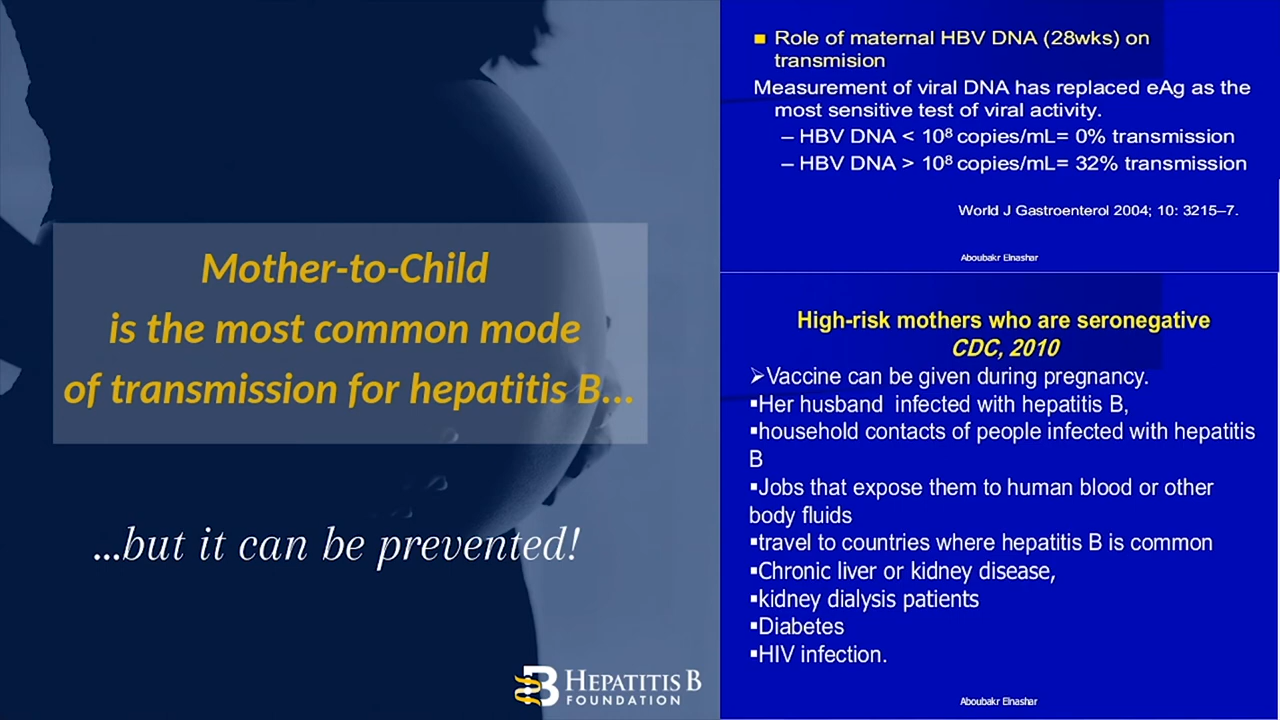 Mother-to-Child
is the most common mode
of transmission for hepatitis B...
...but it can be prevented!
HEPATITIS B
FOUNDATION
■ Role of maternal HBV DNA (28wks) on
transmision
Measurement of viral DNA has replaced eAg as the
most sensitive test of viral activity.
– HBV DNA < 10⁸ copies/mL= 0% transmission
– HBV DNA > 10⁸ copies/mL= 32% transmission
World J Gastroenterol 2004; 10: 3215–7.
Aboubakr Elnashar
High-risk mothers who are seronegative
CDC, 2010
➢Vaccine can be given during pregnancy.
▪Her husband infected with hepatitis B,
▪household contacts of people infected with hepatitis
B
▪Jobs that expose them to human blood or other
body fluids
▪travel to countries where hepatitis B is common
▪Chronic liver or kidney disease,
▪kidney dialysis patients
▪Diabetes
▪HIV infection.
Aboubakr Elnashar